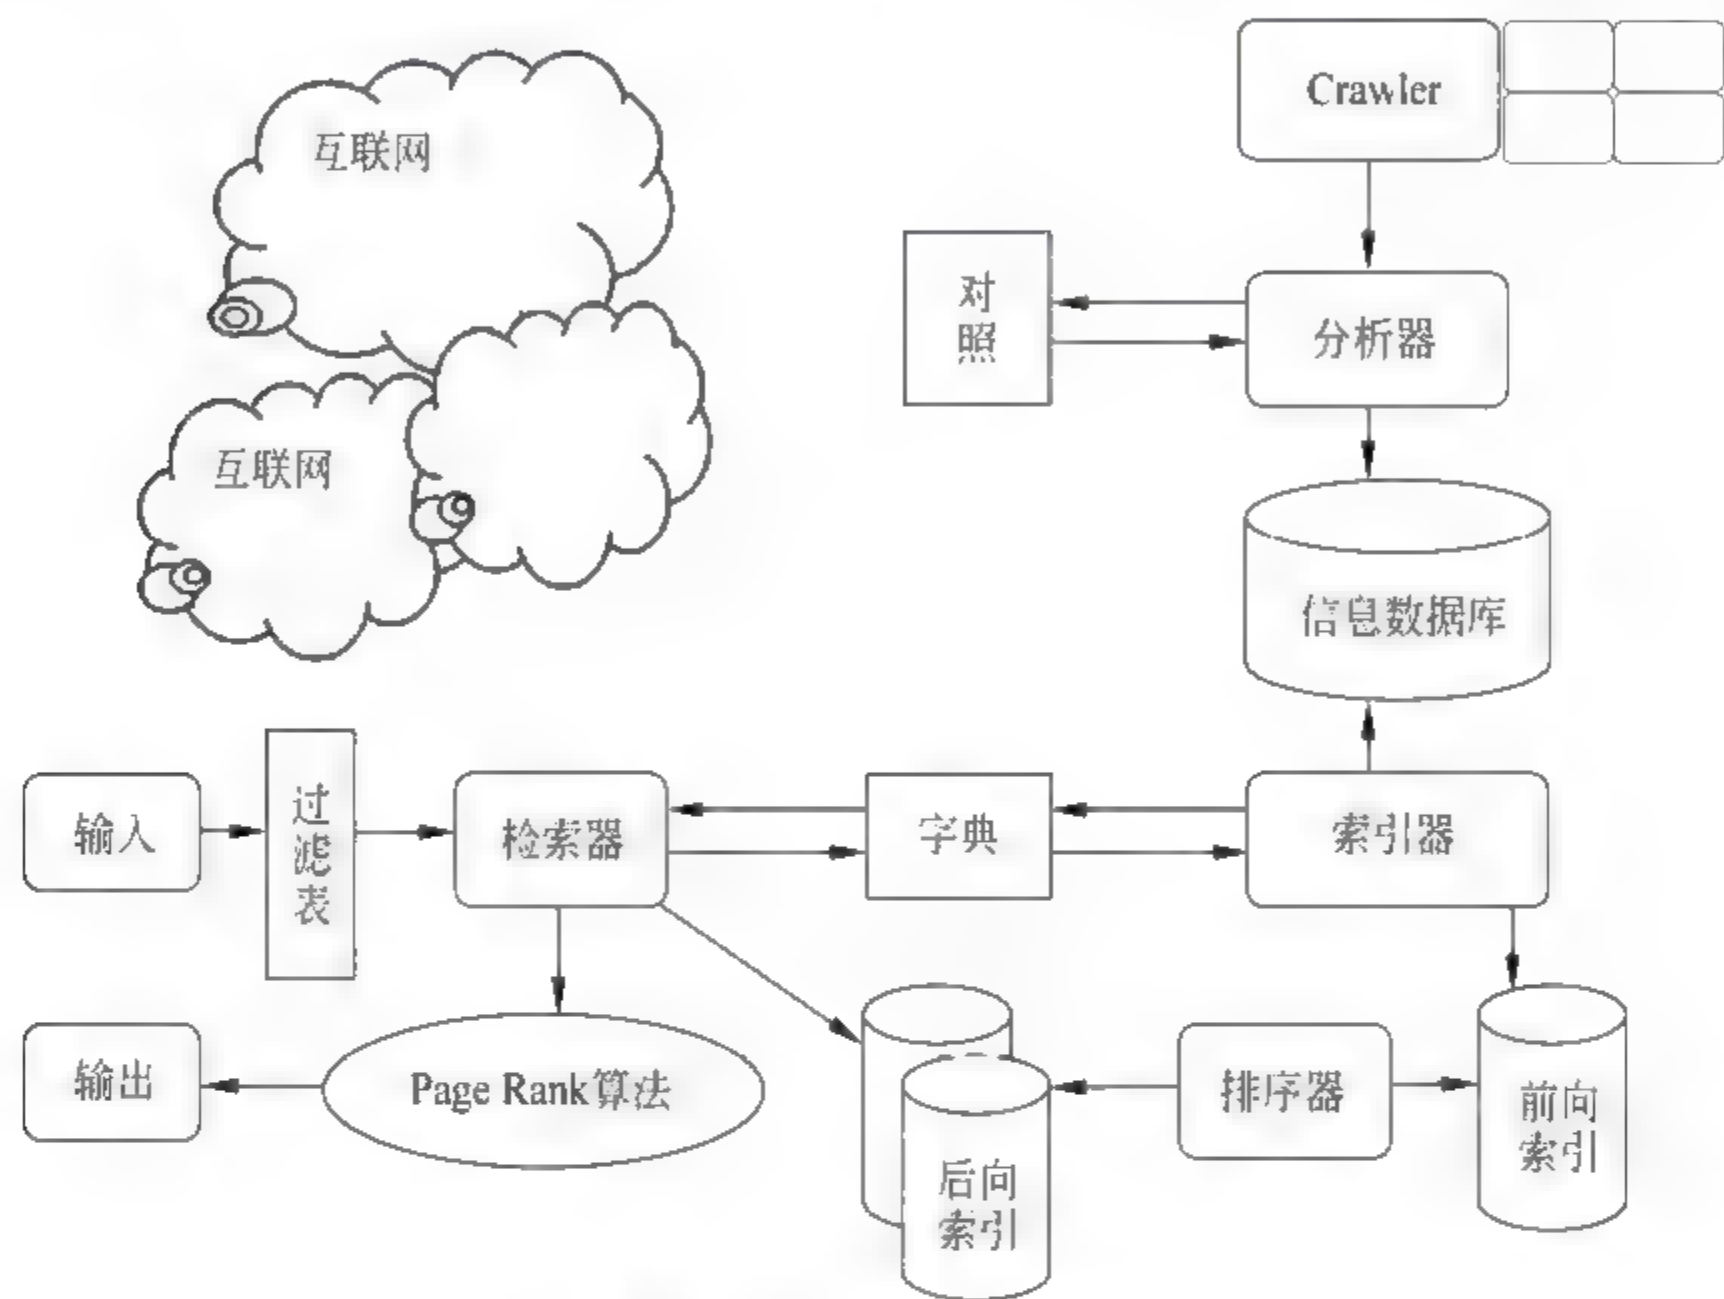 互联网
Crawler
对
照
分析器
互联网
信息数据库
输入
过
滤
表
检索器
字典
索引器
输出
Page Rank算法
后向
索引
排序器
前向
索引